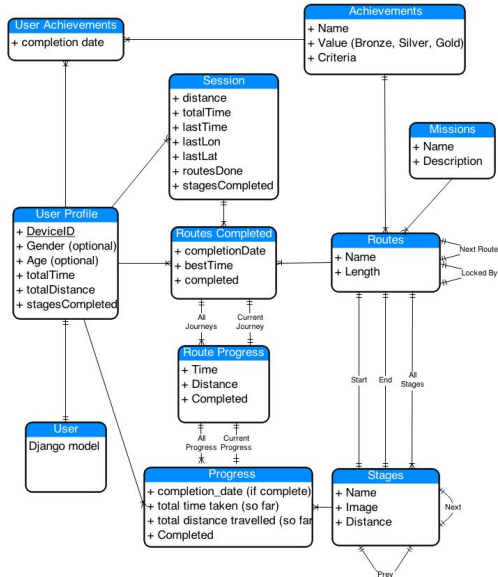 Achievements
+ Name
+ Value (Bronze, Silver, Gold)
+ Criteria
User Achievements
+ completion date
Session
+ distance
+ totalTime
+ lastTime
+ lastLon
+ lastLat
+ routesDone
+ stagesCompleted
Missions
+ Name
+ Description
User Profile
+ DeviceID
+ Gender (optional)
+ Age (optional)
+ totalTime
+ totalDistance
+ stagesCompleted
Routes Completed
+ completionDate
+ bestTime
+ completed
Routes
+ Name
+ Length
Next Route
Locked By
All
Journeys
Current
Journey
Route Progress
+ Time
+ Distance
+ Completed
Start
End
All
Stages
User
Django model
All
Progress
Current
Progress
Progress
+ completion_date (if complete)
+ total time taken (so far)
+ total distance travelled (so far
+ Completed
Stages
+ Name
+ Image
+ Distance
Next
Prev